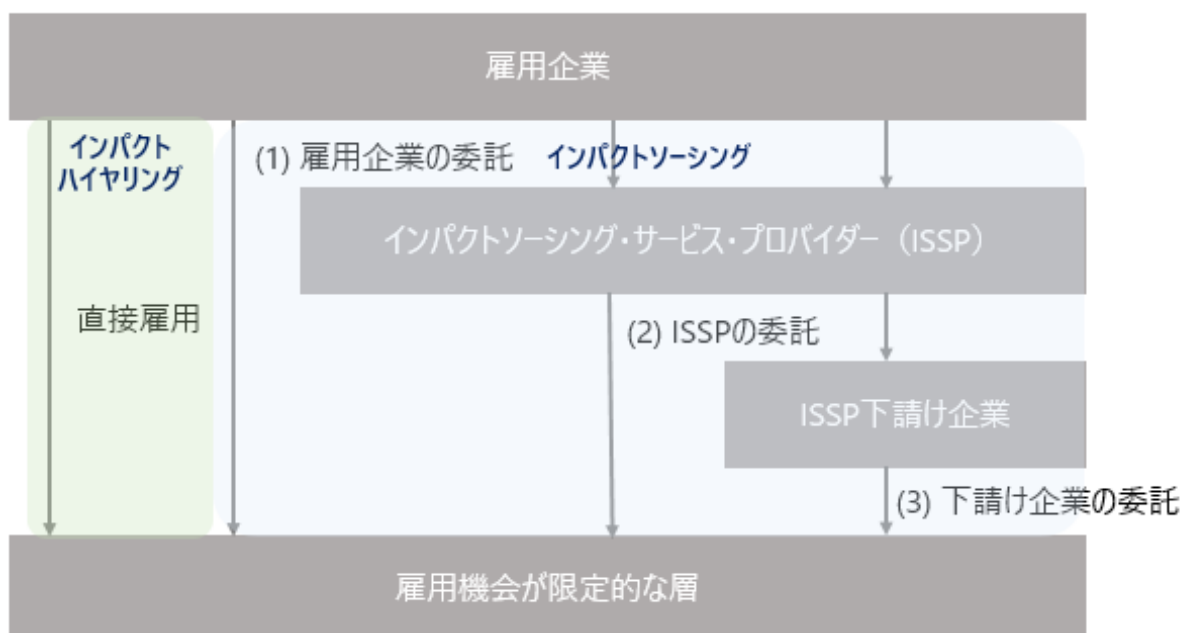 雇用企業
インパクト
ハイヤリング
(1) 雇用企業の委託
インパクトソーシング
インパクトソーシング・サービス・プロバイダー（ISSP）
直接雇用
(2) ISSPの委託
ISSP下請け企業
(3) 下請け企業の委託
雇用機会が限定的な層